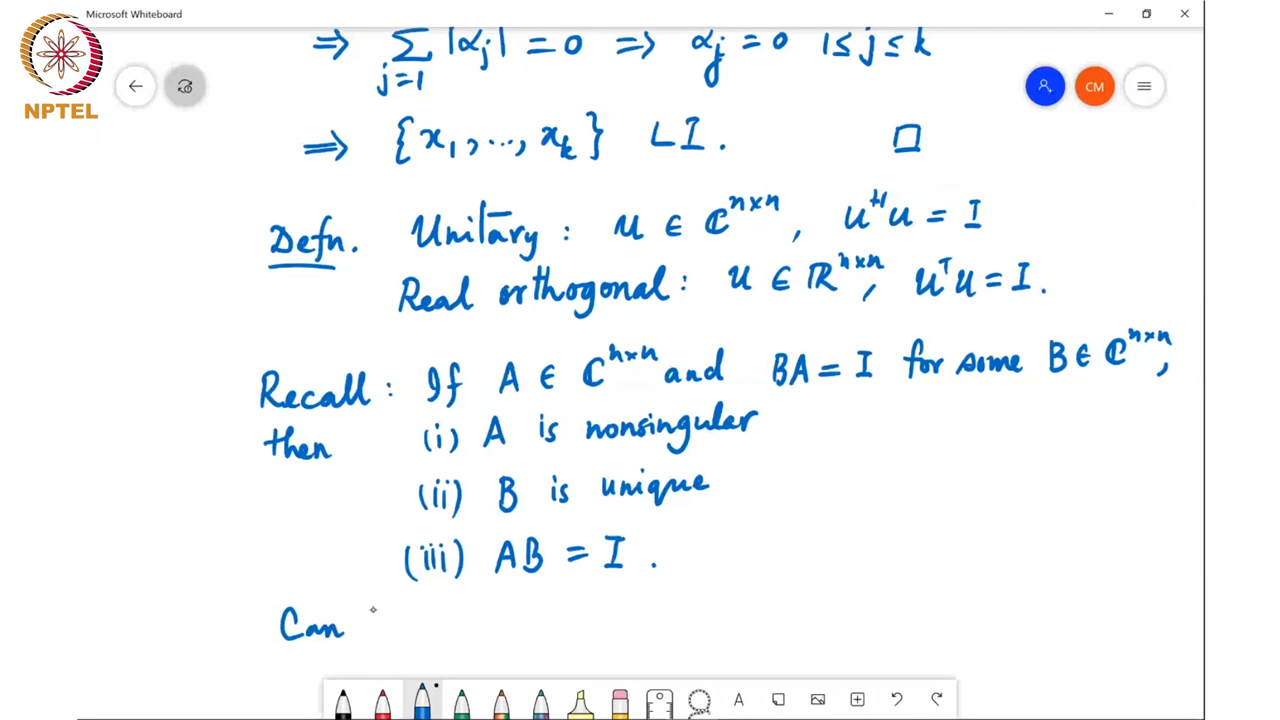 Microsoft Whiteboard
NPTEL
CM
⇒ ∑_{j=1} |α_j| = 0 ⇒ α_j = 0 1 ≤ j ≤ k
⇒ {x_1, ..., x_k} LI. □
Defn. Unitary : U ∈ ℂ^{n×n}, U^H U = I
Real orthogonal : U ∈ ℝ^{n×n}, U^T U = I.
Recall : If A ∈ ℂ^{n×n} and BA = I for some B ∈ ℂ^{n×n},
then (i) A is nonsingular
(ii) B is unique
(iii) AB = I .
Can
A